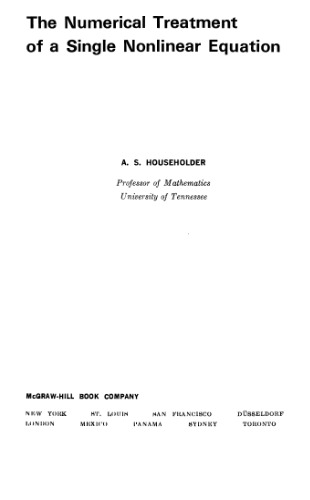 The Numerical Treatment
of a Single Nonlinear Equation
A. S. HOUSEHOLDER
Professor of Mathematics
University of Tennessee
McGRAW-HILL BOOK COMPANY
NEW YORK ST. LOUIS SAN FRANCISCO DÜSSELDORF
LONDON MEXICO PANAMA SYDNEY TORONTO